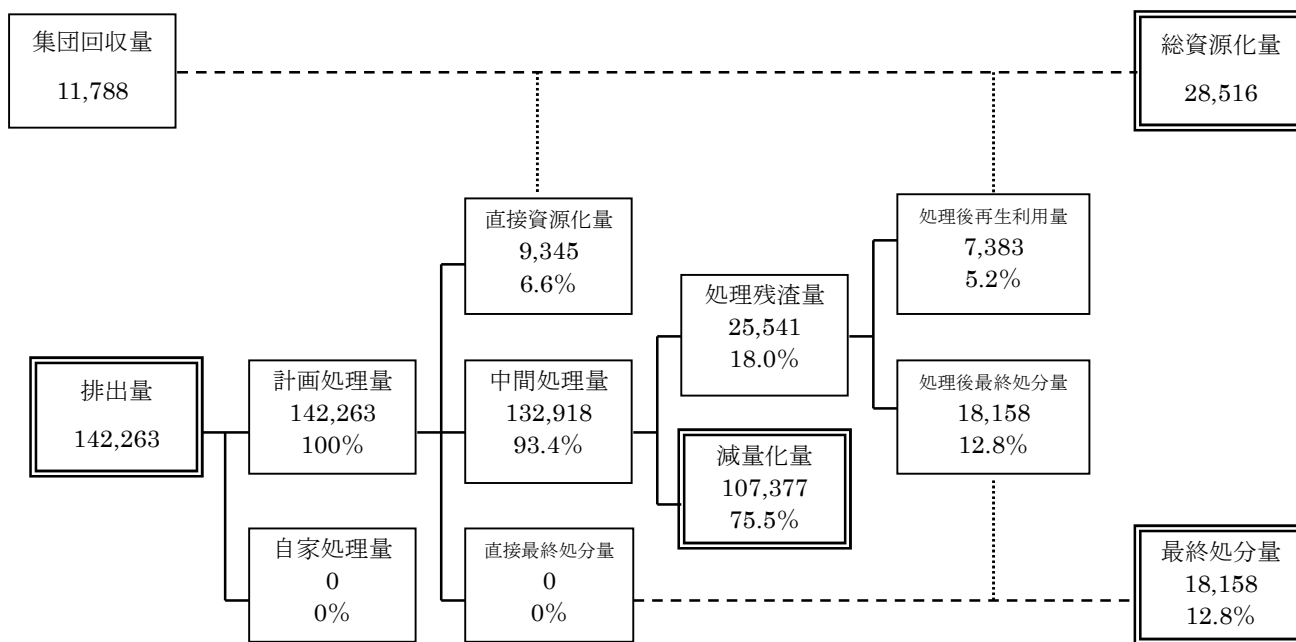 集団回収量
11,788
総資源化量
28,516
直接資源化量
9,345
6.6%
処理後再生利用量
7,383
5.2%
処理残渣量
25,541
18.0%
排出量
142,263
計画処理量
142,263
100%
中間処理量
132,918
93.4%
処理後最終処分量
18,158
12.8%
減量化量
107,377
75.5%
自家処理量
0
0%
直接最終処分量
0
0%
最終処分量
18,158
12.8%